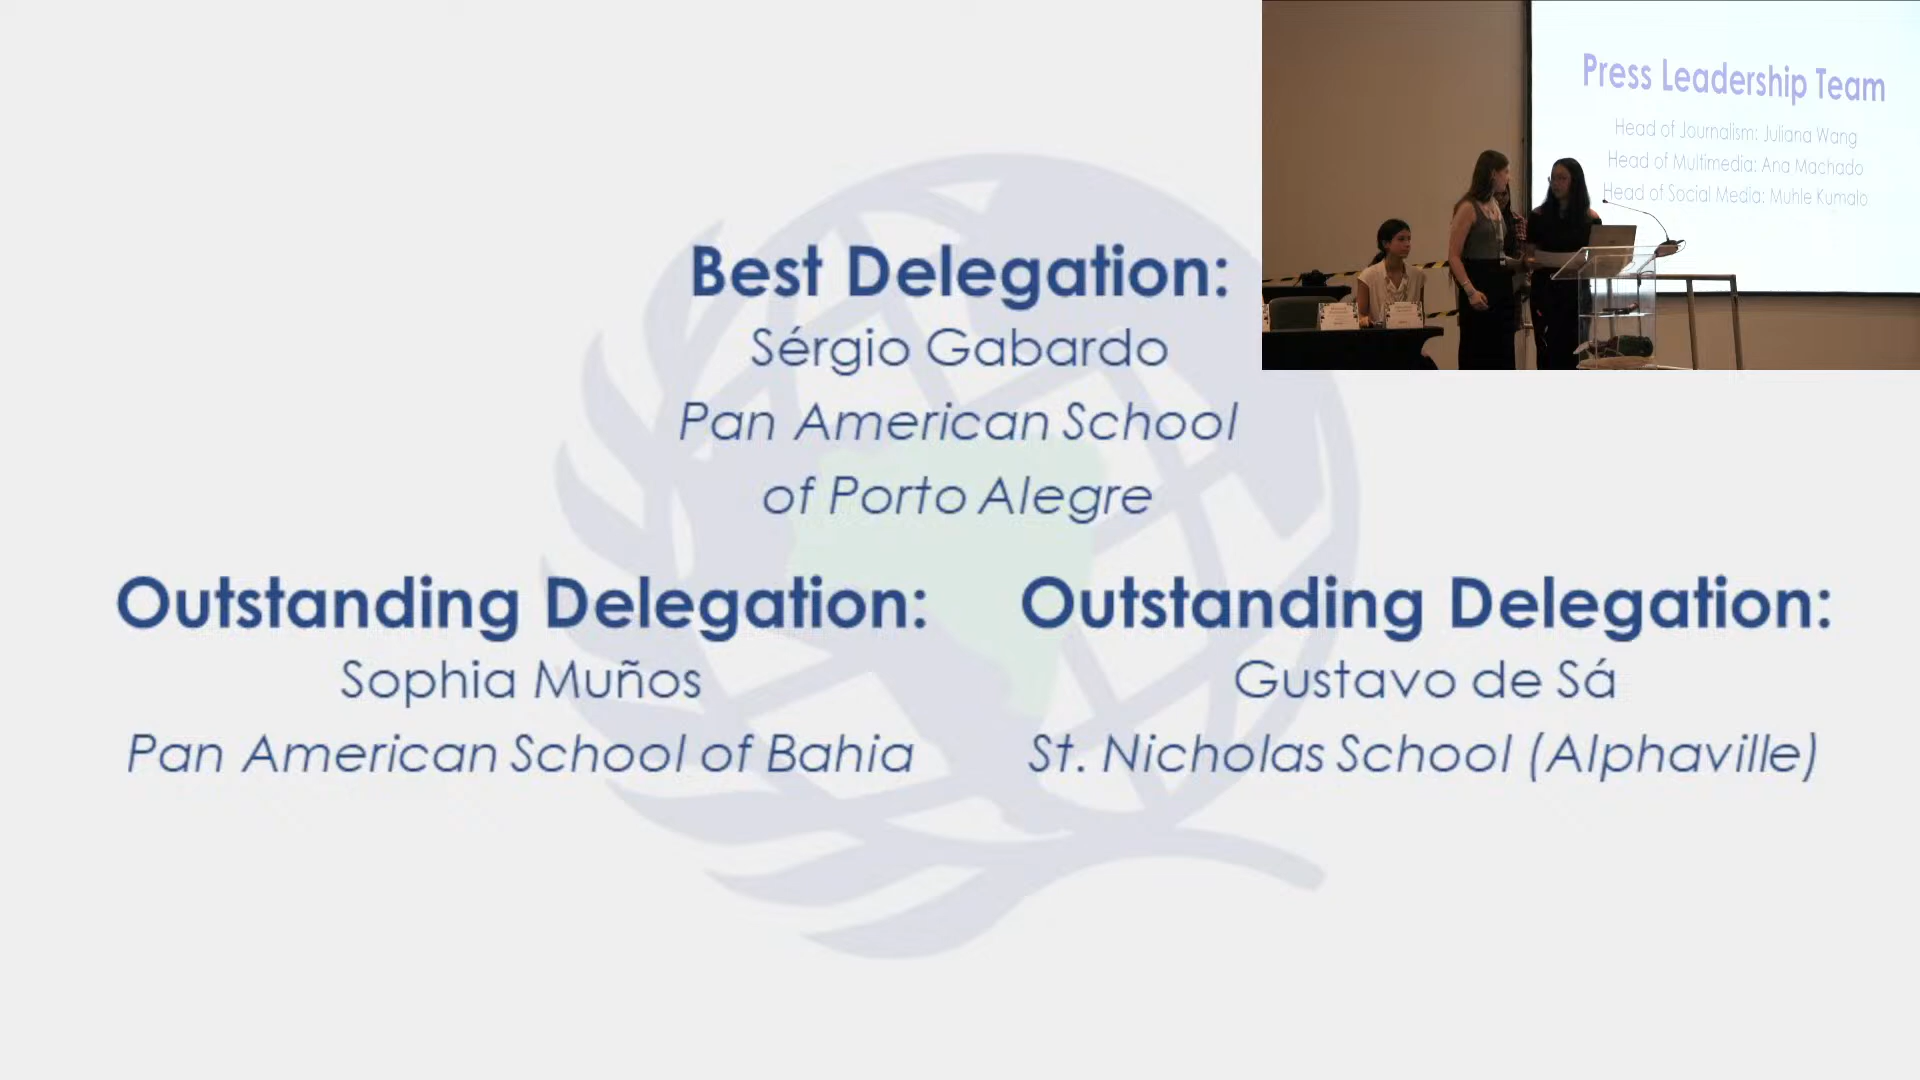 Press Leadership Team
Head of Journalism: Juliana Wang
Head of Multimedia: Ana Machado
Head of Social Media: Muhle Kumalo
Best Delegation:
Sérgio Gabardo
Pan American School
of Porto Alegre
Outstanding Delegation:
Sophia Muños
Pan American School of Bahia
Outstanding Delegation:
Gustavo de Sá
St. Nicholas School (Alphaville)